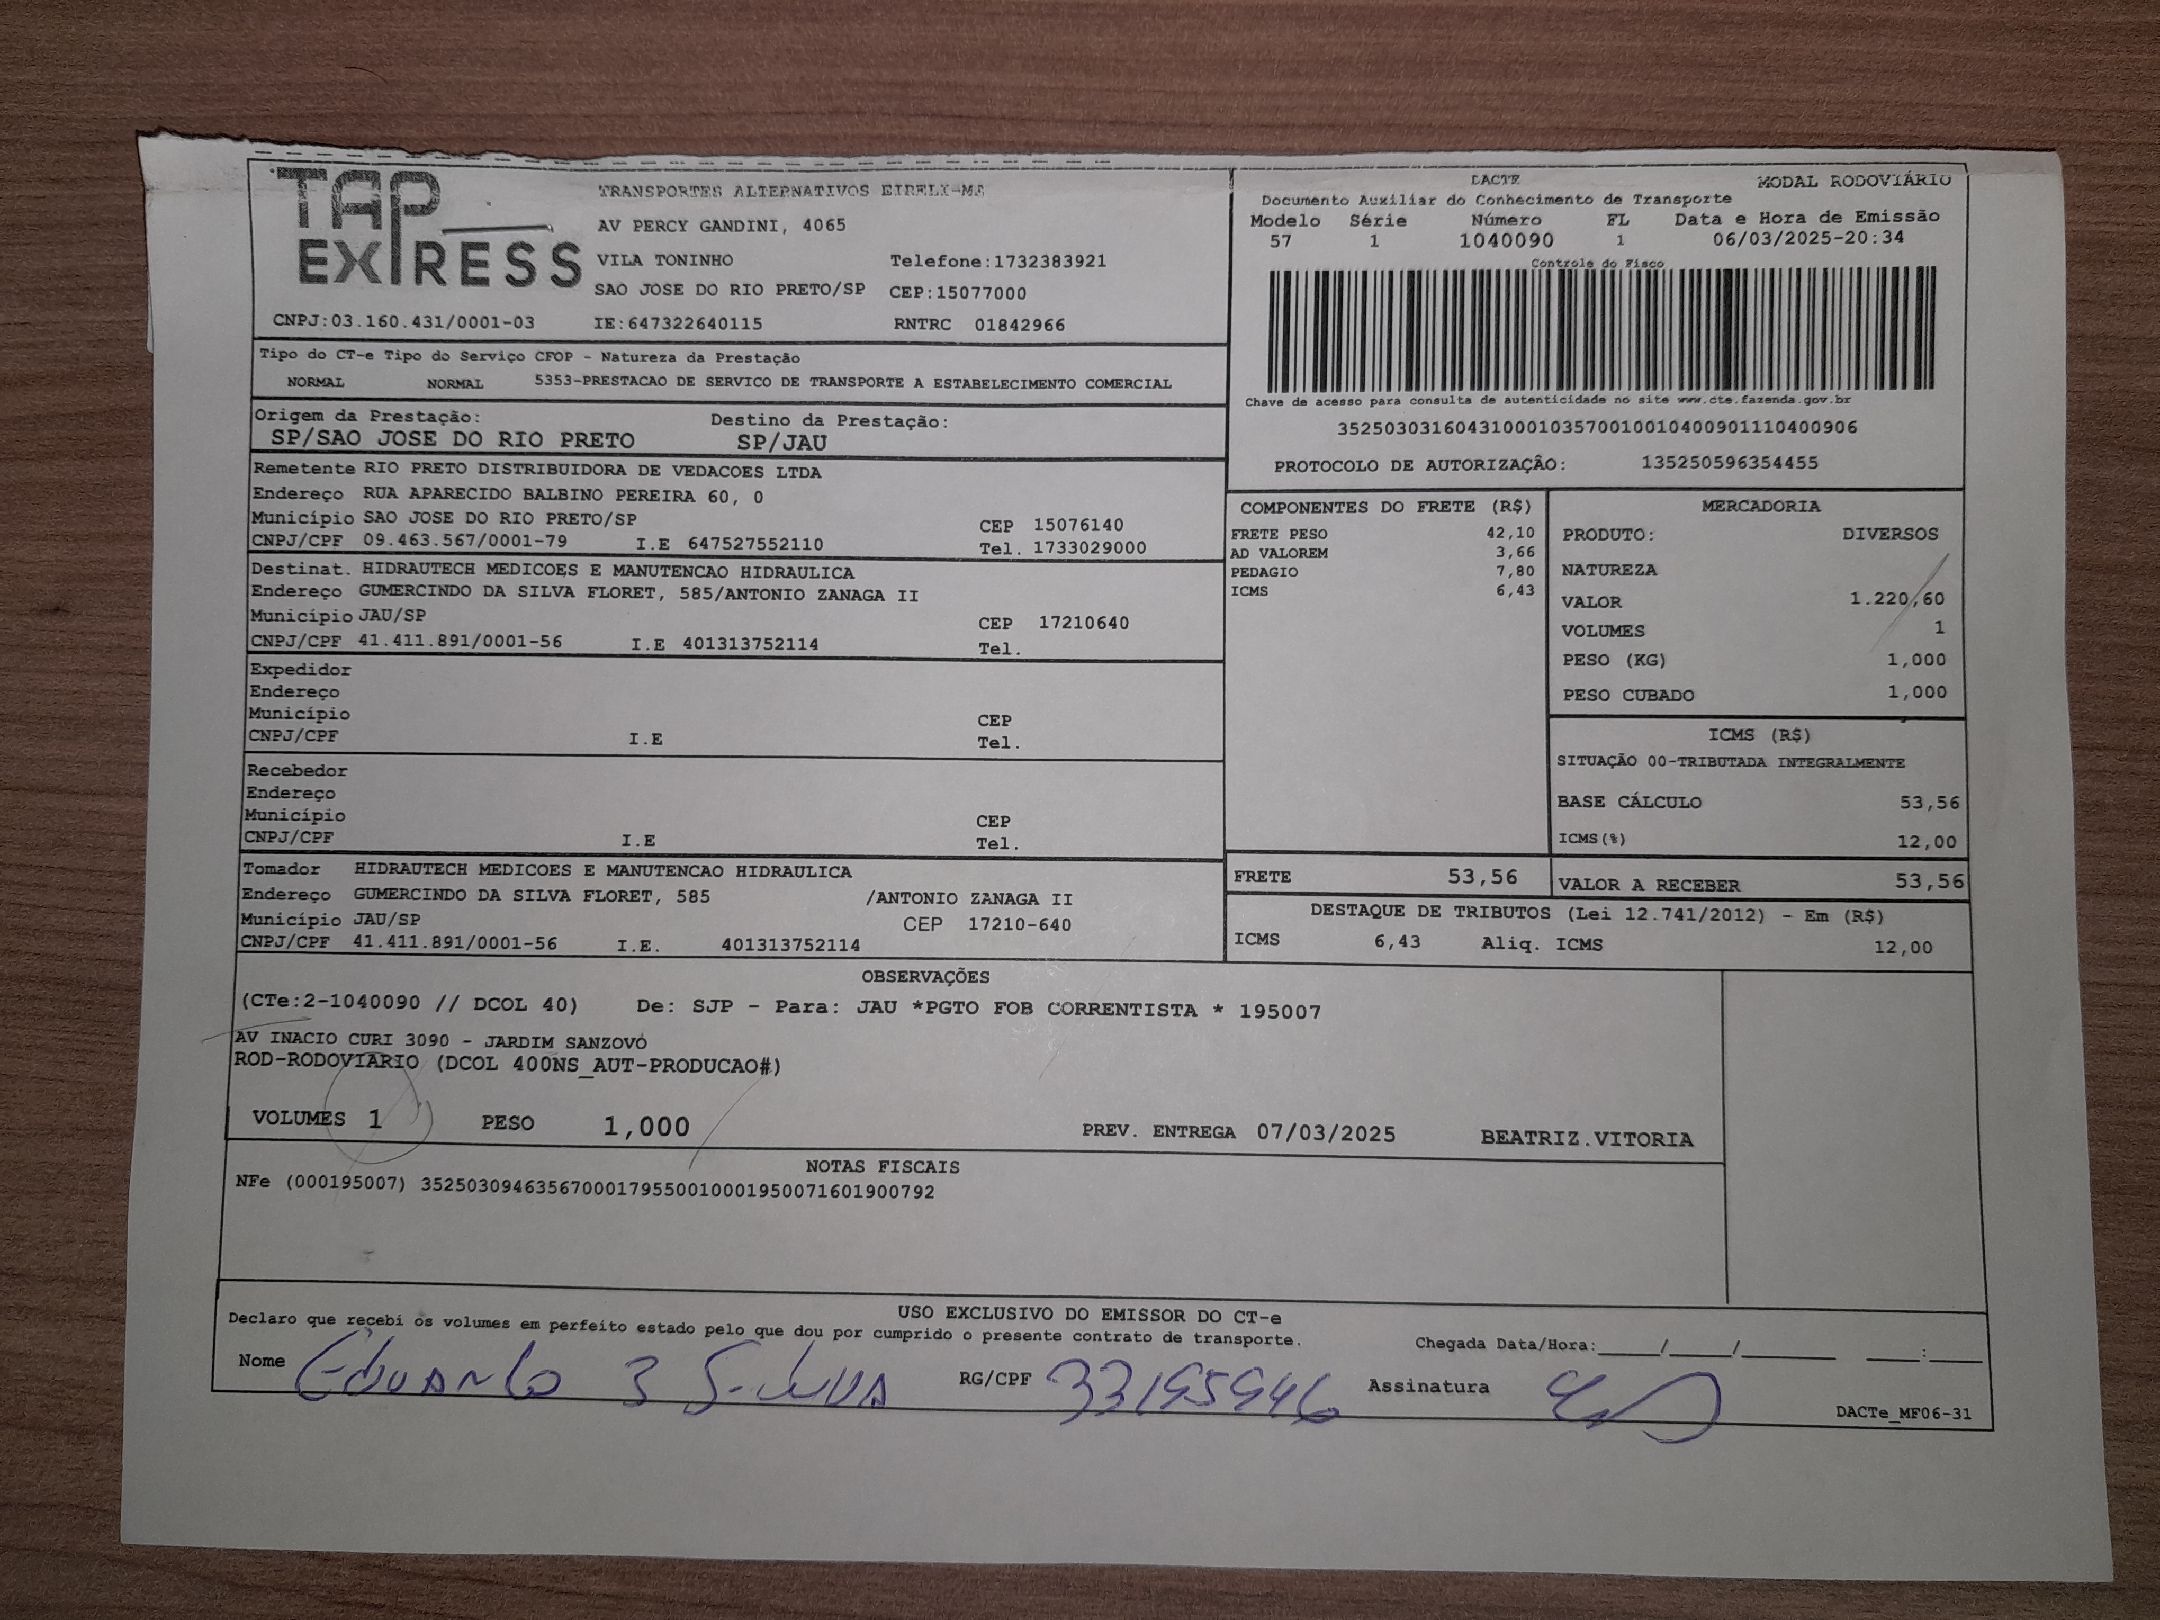 TAP EXPRESS
TRANSPORTES ALTERNATIVOS EIRELI-ME
AV PERCY GANDINI, 4065
VILA TONINHO Telefone:1732383921
SAO JOSE DO RIO PRETO/SP CEP:15077000
CNPJ:03.160.431/0001-03 IE:647322640115 RNTRC 01842966
DACTE MODAL RODOVIÁRIO
Documento Auxiliar do Conhecimento de Transporte
Modelo Série Número FL Data e Hora de Emissão
57 1 1040090 1 06/03/2025-20:34
Controle do Fisco
Chave de acesso para consulta de autenticidade no site www.cte.fazenda.gov.br
35250303160431000103570010010400901110400906
PROTOCOLO DE AUTORIZAÇÃO: 135250596354455
Tipo do CT-e Tipo do Serviço CFOP - Natureza da Prestação
NORMAL NORMAL 5353-PRESTACAO DE SERVICO DE TRANSPORTE A ESTABELECIMENTO COMERCIAL
Origem da Prestação: Destino da Prestação:
SP/SAO JOSE DO RIO PRETO SP/JAU
Remetente RIO PRETO DISTRIBUIDORA DE VEDACOES LTDA
Endereço RUA APARECIDO BALBINO PEREIRA 60, 0
Município SAO JOSE DO RIO PRETO/SP CEP 15076140
CNPJ/CPF 09.463.567/0001-79 I.E 647527552110 Tel. 1733029000
Destinat. HIDRAUTECH MEDICOES E MANUTENCAO HIDRAULICA
Endereço GUMERCINDO DA SILVA FLORET, 585/ANTONIO ZANAGA II
Município JAU/SP CEP 17210640
CNPJ/CPF 41.411.891/0001-56 I.E 401313752114 Tel.
Expedidor
Endereço
Município CEP
CNPJ/CPF I.E Tel.
Recebedor
Endereço
Município CEP
CNPJ/CPF I.E Tel.
Tomador HIDRAUTECH MEDICOES E MANUTENCAO HIDRAULICA
Endereço GUMERCINDO DA SILVA FLORET, 585 /ANTONIO ZANAGA II
Município JAU/SP CEP 17210-640
CNPJ/CPF 41.411.891/0001-56 I.E. 401313752114
COMPONENTES DO FRETE (R$)
FRETE PESO 42,10
AD VALOREM 3,66
PEDAGIO 7,80
ICMS 6,43
MERCADORIA
PRODUTO: DIVERSOS
NATUREZA
VALOR 1.220,60
VOLUMES 1
PESO (KG) 1,000
PESO CUBADO 1,000
ICMS (R$)
SITUAÇÃO 00-TRIBUTADA INTEGRALMENTE
BASE CÁLCULO 53,56
ICMS(%) 12,00
FRETE 53,56 VALOR A RECEBER 53,56
DESTAQUE DE TRIBUTOS (Lei 12.741/2012) - Em (R$)
ICMS 6,43 Aliq. ICMS 12,00
OBSERVAÇÕES
(CTe:2-1040090 // DCOL 40) De: SJP - Para: JAU *PGTO FOB CORRENTISTA * 195007
AV INACIO CURI 3090 - JARDIM SANZOVO
ROD-RODOVIARIO (DCOL 400NS_AUT-PRODUCAO#)
VOLUMES 1 PESO 1,000 PREV. ENTREGA 07/03/2025 BEATRIZ.VITORIA
NOTAS FISCAIS
NFe (000195007) 35250309463567000179550010001950071601900792
USO EXCLUSIVO DO EMISSOR DO CT-e
Declaro que recebi os volumes em perfeito estado pelo que dou por cumprido o presente contrato de transporte.
Chegada Data/Hora:_____/_____/________ ____:____
Nome Eduardo 3 Silva RG/CPF 33195946 Assinatura
DACTe_MF06-31